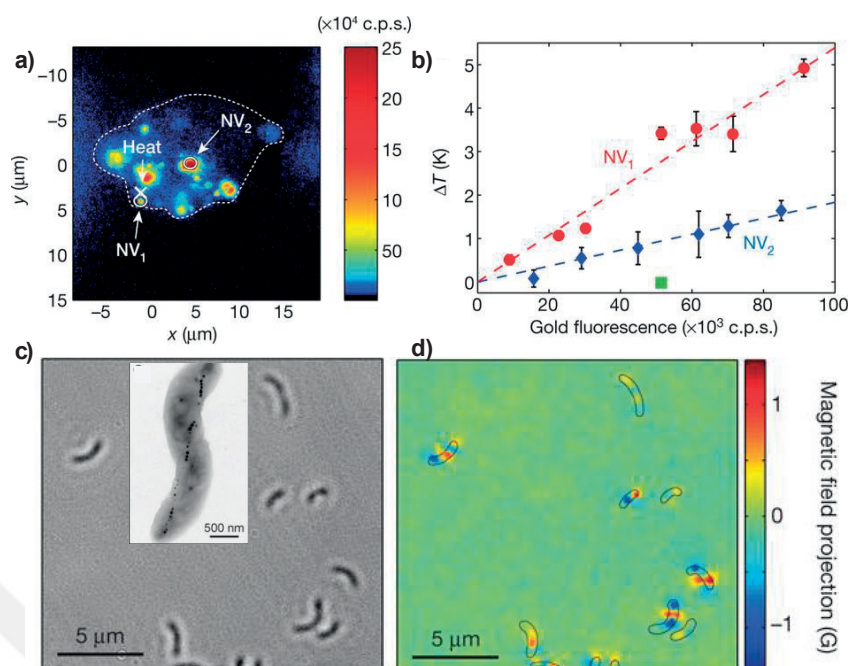 a)
(×10⁴ c.p.s.)
25
20
15
10
50
−10
−5
0
5
10
15
y (μm)
−5 0 5 10 15
x (μm)
Heat
NV₂
NV₁
b)
5
4
3
2
1
0
ΔT (K)
0 20 40 60 80 100
Gold fluorescence (×10³ c.p.s.)
NV₁
NV₂
c)
500 nm
5 μm
d)
5 μm
1
0
−1
Magnetic field projection (G)